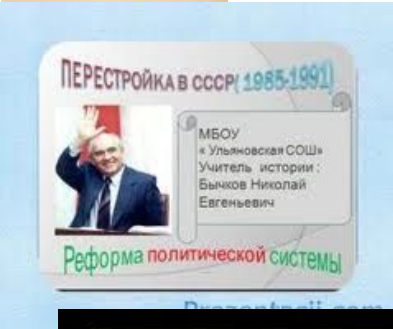 ПЕРЕСТРОЙКА В СССР( 1985-1991)
МБОУ
« Ульяновская СОШ»
Учитель истории :
Бычков Николай
Евгеньевич
Реформа политической системы